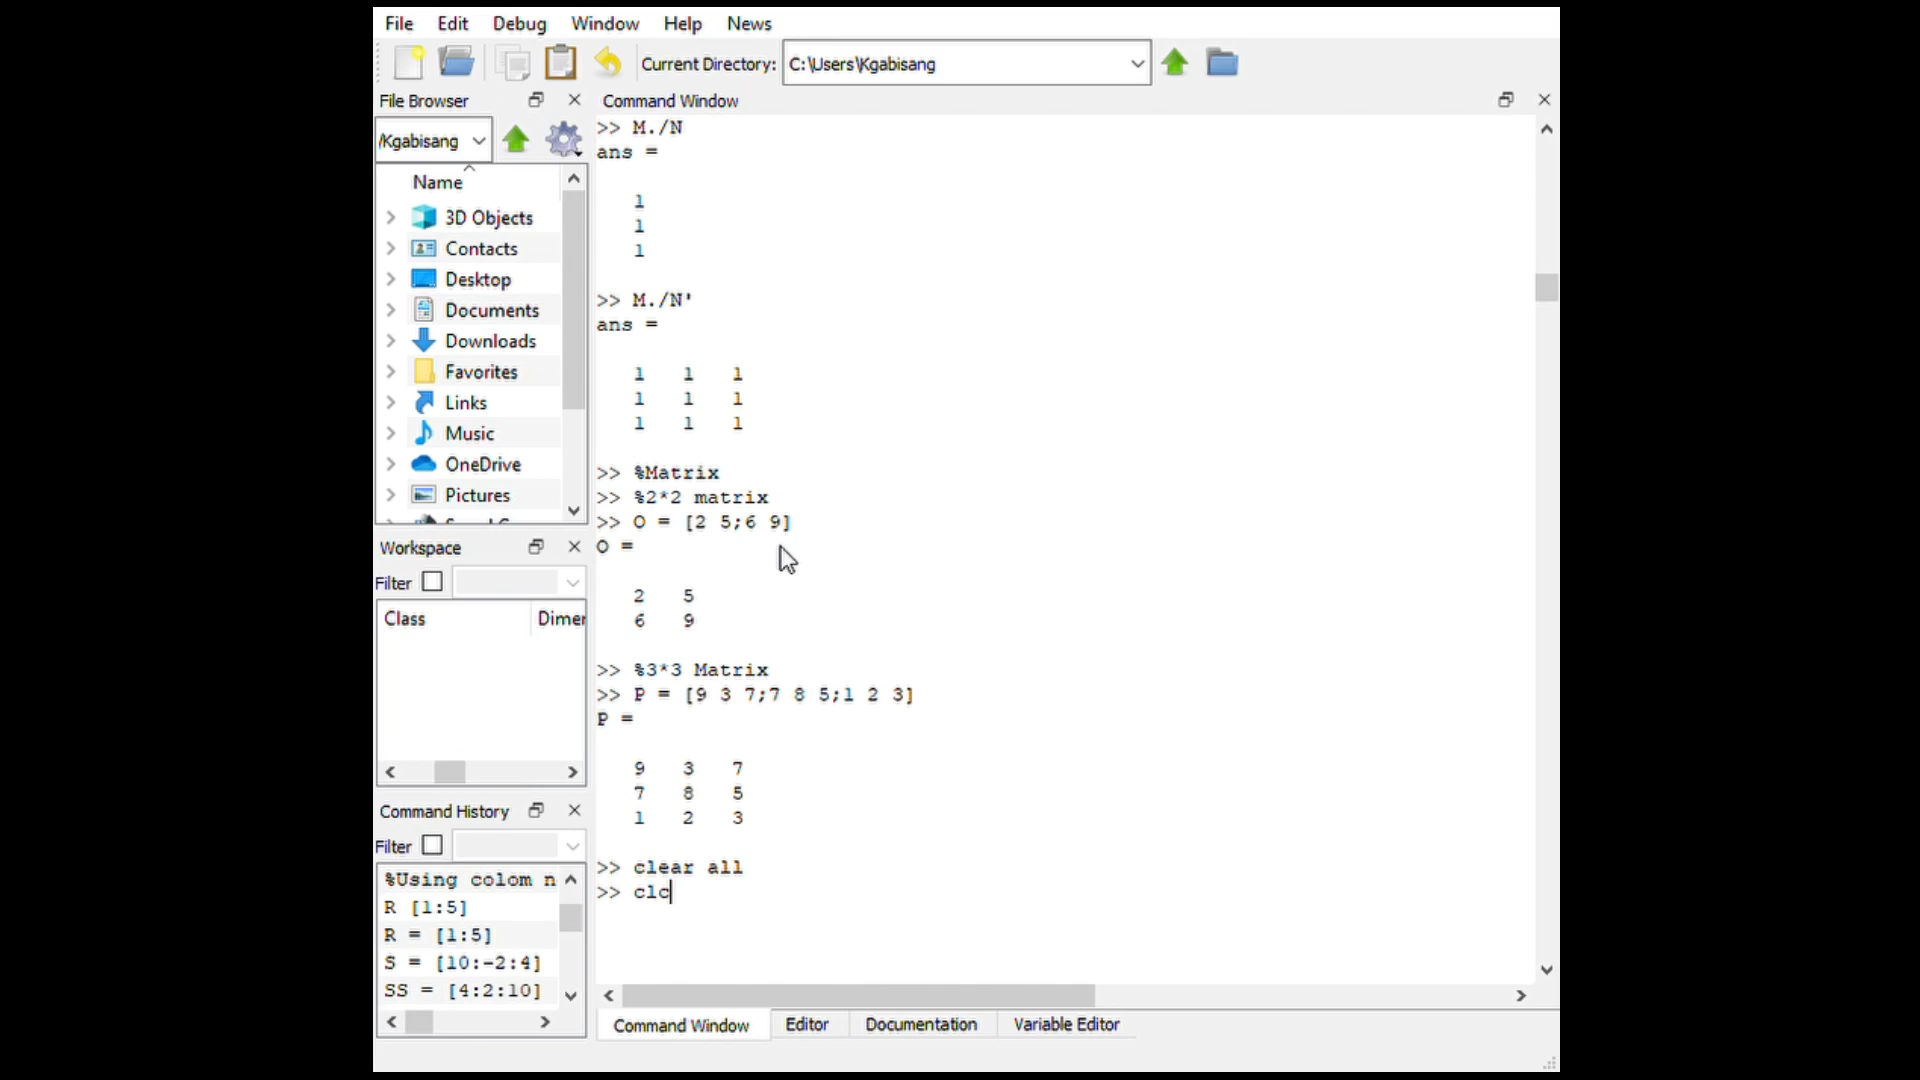 File Edit Debug Window Help News
Current Directory: C:\Users\Kgabisang
File Browser
/Kgabisang
Name
3D Objects
Contacts
Desktop
Documents
Downloads
Favorites
Links
Music
OneDrive
Pictures
Workspace
Filter
Class Dimen
Command History
Filter
%Using colom n
R [1:5]
R = [1:5]
S = [10:-2:4]
SS = [4:2:10]
Command Window
>> M./N
ans =
1
1
1
>> M./N'
ans =
1 1 1
1 1 1
1 1 1
>> %Matrix
>> %2*2 matrix
>> O = [2 5;6 9]
O =
2 5
6 9
>> %3*3 Matrix
>> P = [9 3 7;7 8 5;1 2 3]
P =
9 3 7
7 8 5
1 2 3
>> clear all
>> clc
Command Window Editor Documentation Variable Editor